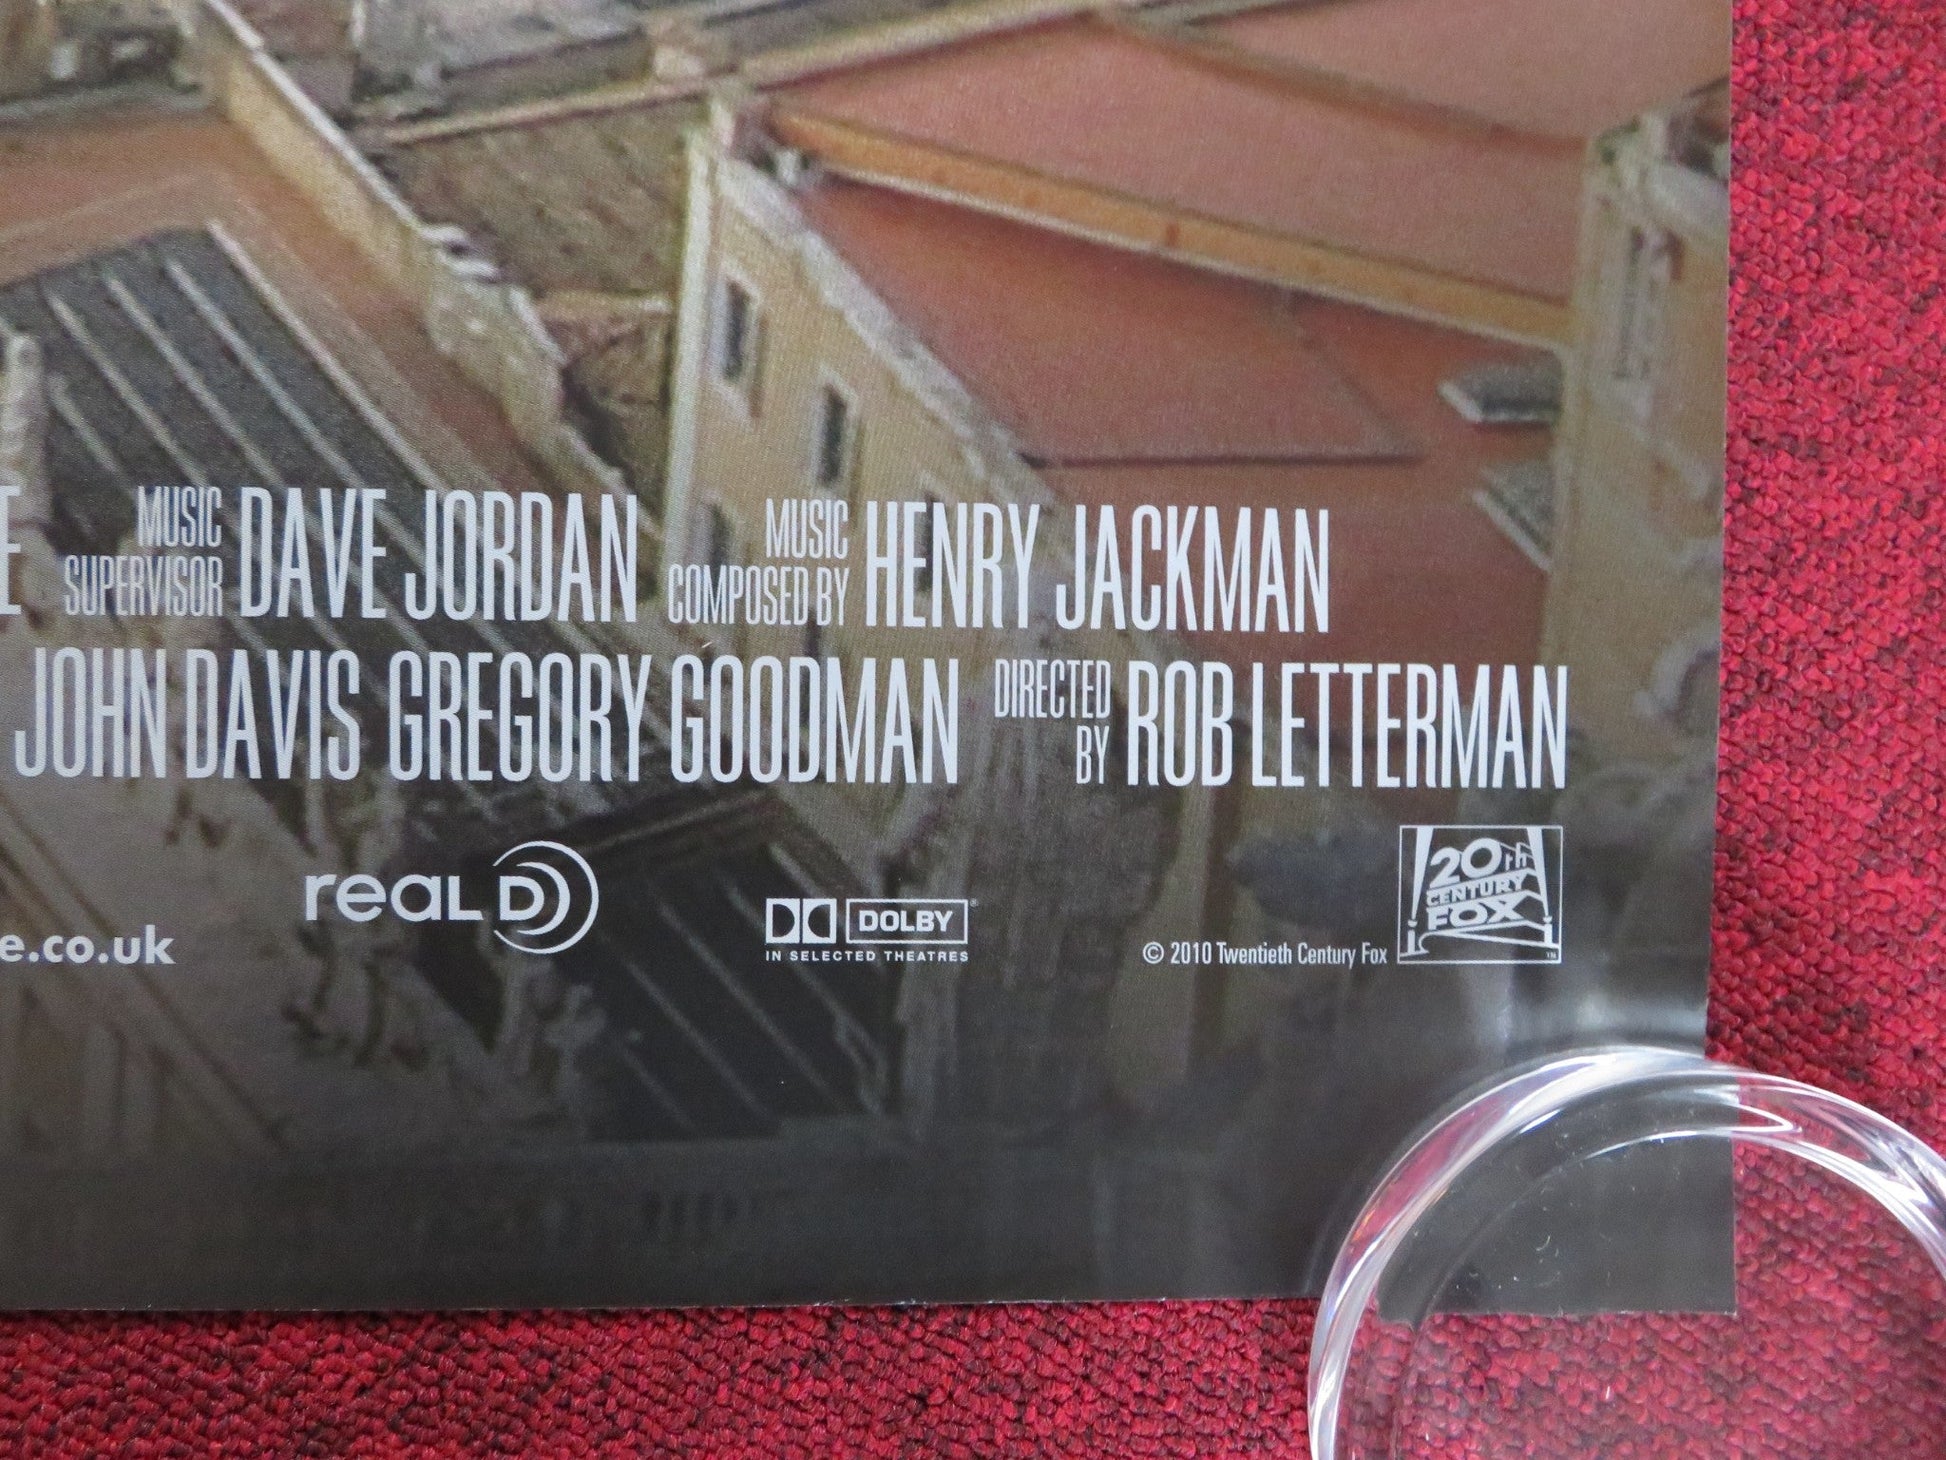 E MUSIC SUPERVISOR DAVE JORDAN MUSIC COMPOSED BY HENRY JACKMAN
JOHN DAVIS GREGORY GOODMAN DIRECTED BY ROB LETTERMAN
REAL D
DOLBY®
IN SELECTED THEATRES
e.co.uk
© 2010 Twentieth Century Fox
20th
CENTURY
FOX
TM